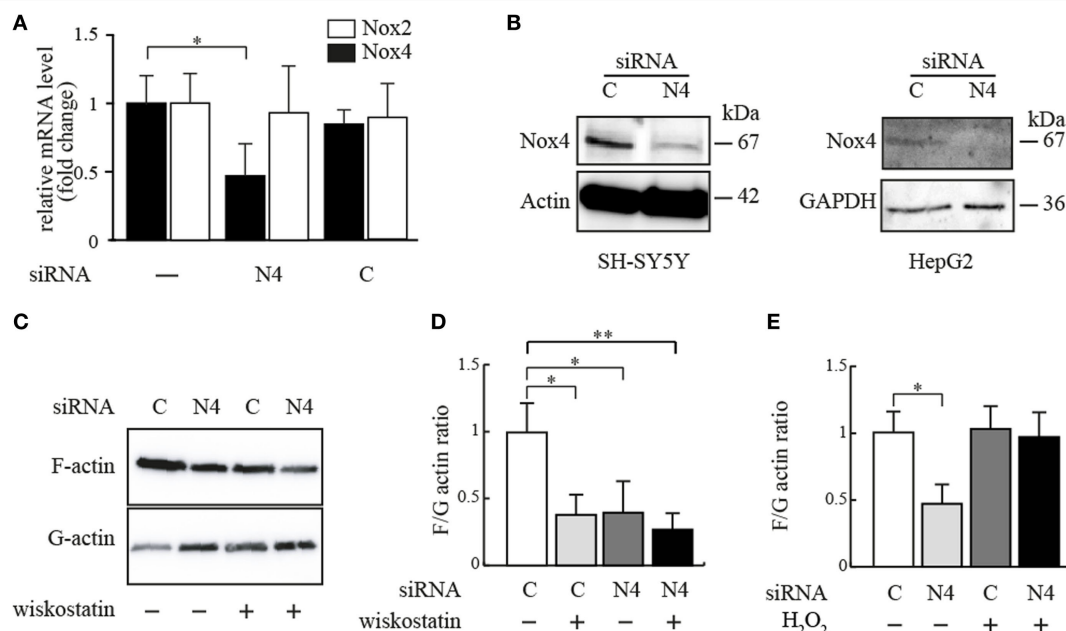 A
1.5
1
0.5
0
relative mRNA level
(fold change)
*
Nox2
Nox4
siRNA — N4 C
B
siRNA
C N4
kDa
Nox4 — 67
Actin — 42
SH-SY5Y
siRNA
C N4
kDa
Nox4 — 67
GAPDH — 36
HepG2
C
siRNA C N4 C N4
F-actin
G-actin
wiskostatin − − + +
D
**
*
*
1.5
1
0.5
0
F/G actin ratio
siRNA C C N4 N4
wiskostatin − + − +
E
*
1.5
1
0.5
0
F/G actin ratio
siRNA C N4 C N4
H₂O₂ − − + +